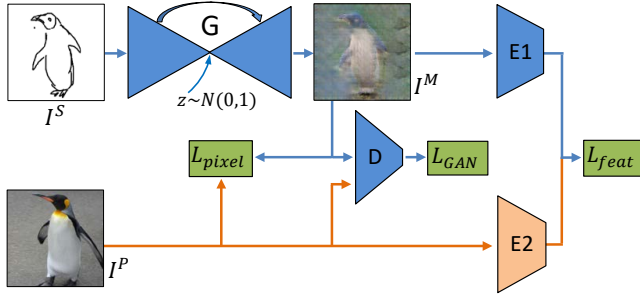 G
I^S
z~N(0,1)
I^M
E1
L_pixel
D
L_GAN
L_feat
I^P
E2